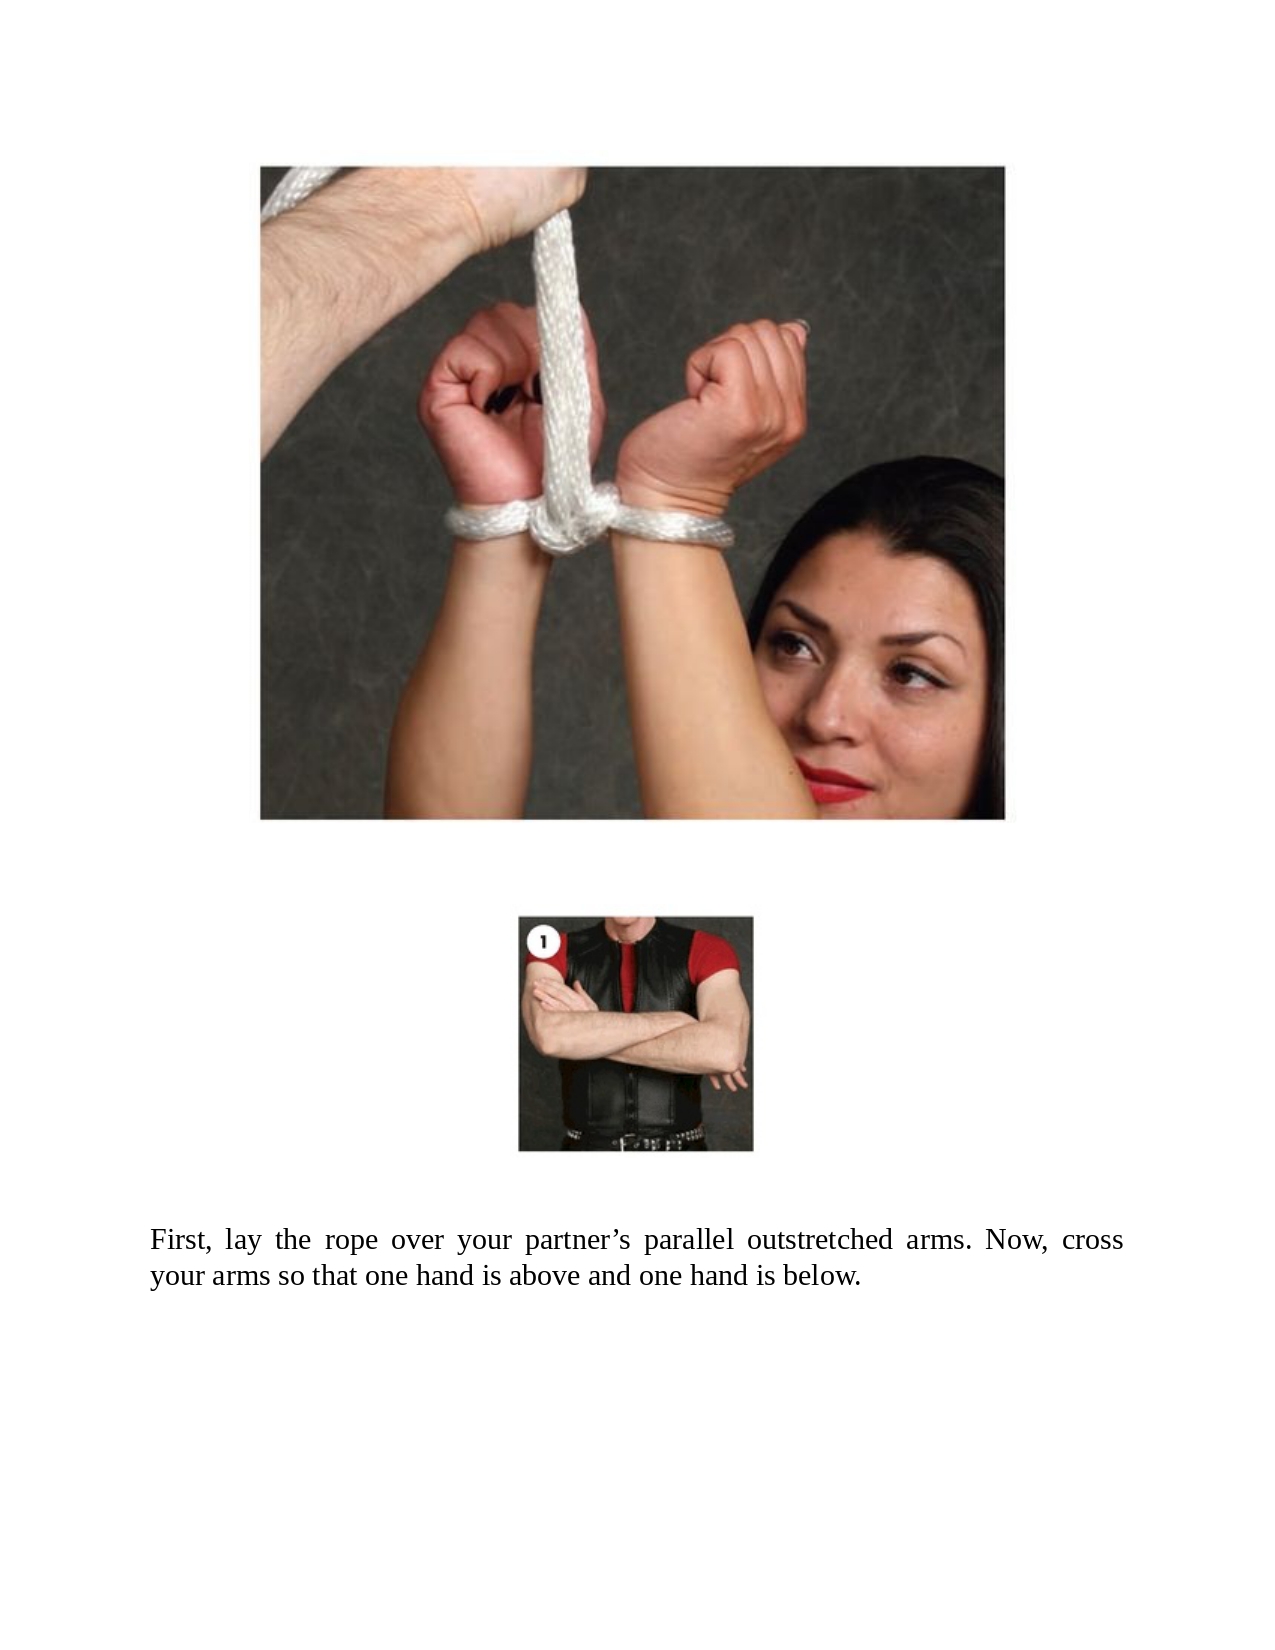 1
First, lay the rope over your partner’s parallel outstretched arms. Now, cross
your arms so that one hand is above and one hand is below.